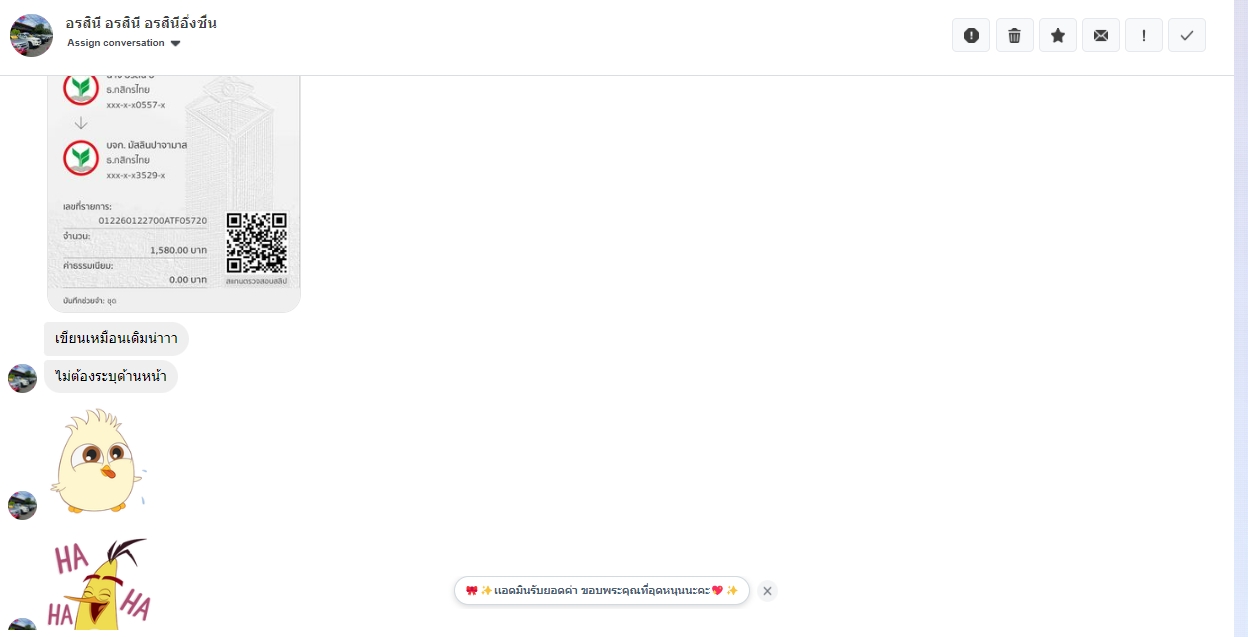 อรสินี อรสินี อรสินีอิ่งชื่น
Assign conversation
ธ.กสิกรไทย
xxx-x-x0557-x
บจก. มัสลินปาจามาส
ธ.กสิกรไทย
xxx-x-x3529-x
เลขที่รายการ:
012260122700ATF05720
จำนวน:
1,580.00 บาท
ค่าธรรมเนียม:
0.00 บาท
สแกนตรวจสอบสลิป
บันทึกช่วยจำ: ชุด
เขียนเหมือนเดิมน่าาา
ไม่ต้องระบุด้านหน้า
HA
HA
HA
🎀✨แอดมินรับยอดค่า ขอบพระคุณที่อุดหนุนนะคะ💖✨